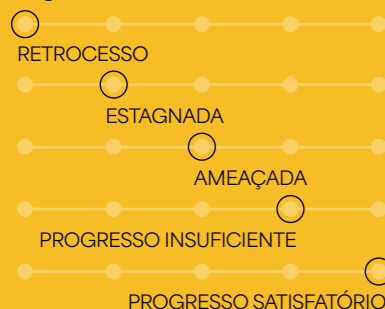 RETROCESSO
ESTAGNADA
AMEAÇADA
PROGRESSO INSUFICIENTE
PROGRESSO SATISFATÓRIO